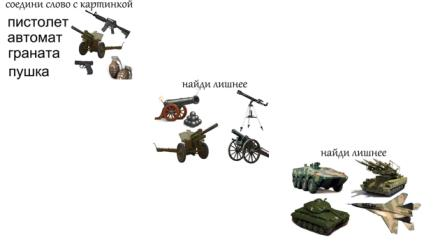 соедини слово с картинкой
пистолет
автомат
граната
пушка
найди лишнее
найди лишнее